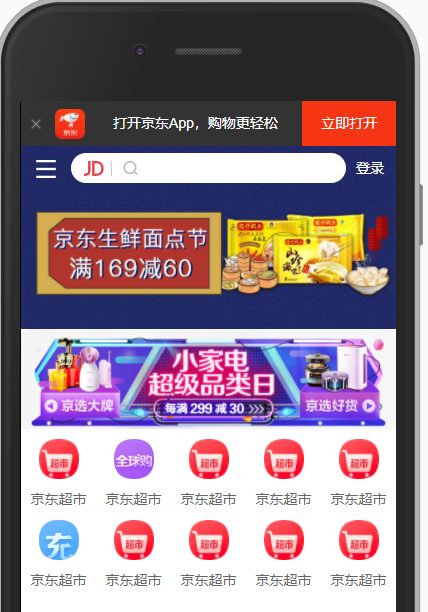 京东
打开京东App，购物更轻松
立即打开
JD
登录
京东生鲜面点节
满169减60
小家电
超级品类日
京选大牌
每满 299 减 30
京选好货
超市
全球购
超市
超市
超市
京东超市
京东超市
京东超市
京东超市
京东超市
充
超市
超市
超市
超市
京东超市
京东超市
京东超市
京东超市
京东超市